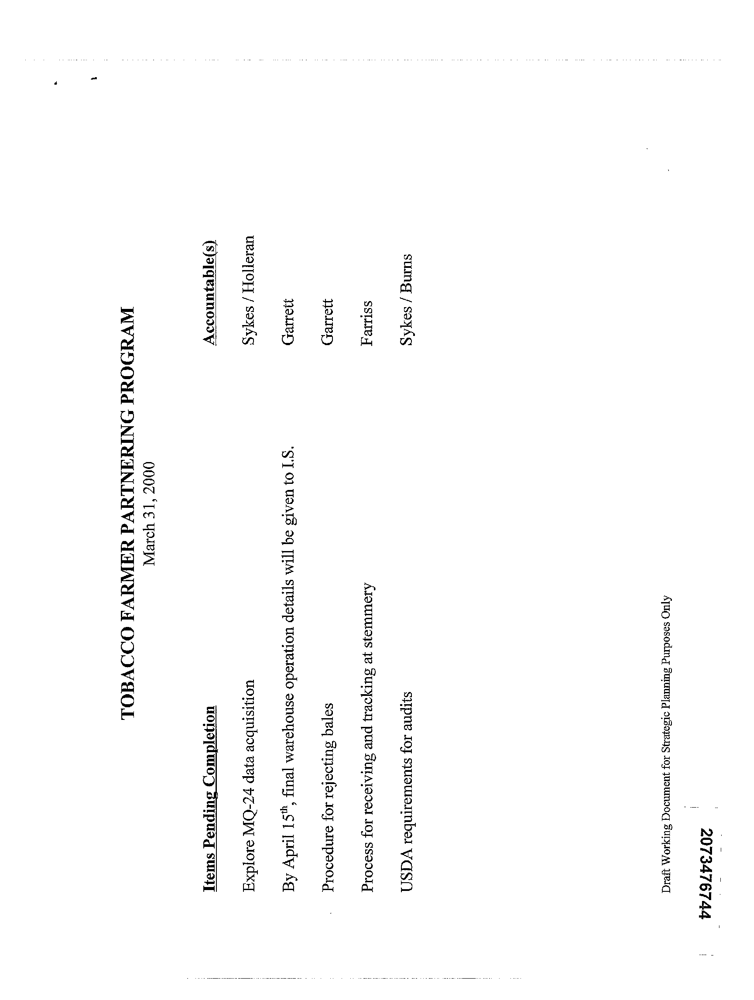 TOBACCO FARMER PARTNERING PROGRAM
March 31, 2000
Items Pending Completion Accountable(s)
Explore MQ-24 data acquisition Sykes / Holleran
By April 15th, final warehouse operation details will be given to I.S. Garrett
Procedure for rejecting bales Garrett
Process for receiving and tracking at stemmery Farriss
USDA requirements for audits Sykes / Burns
Draft Working Document for Strategic Planning Purposes Only
2073476744